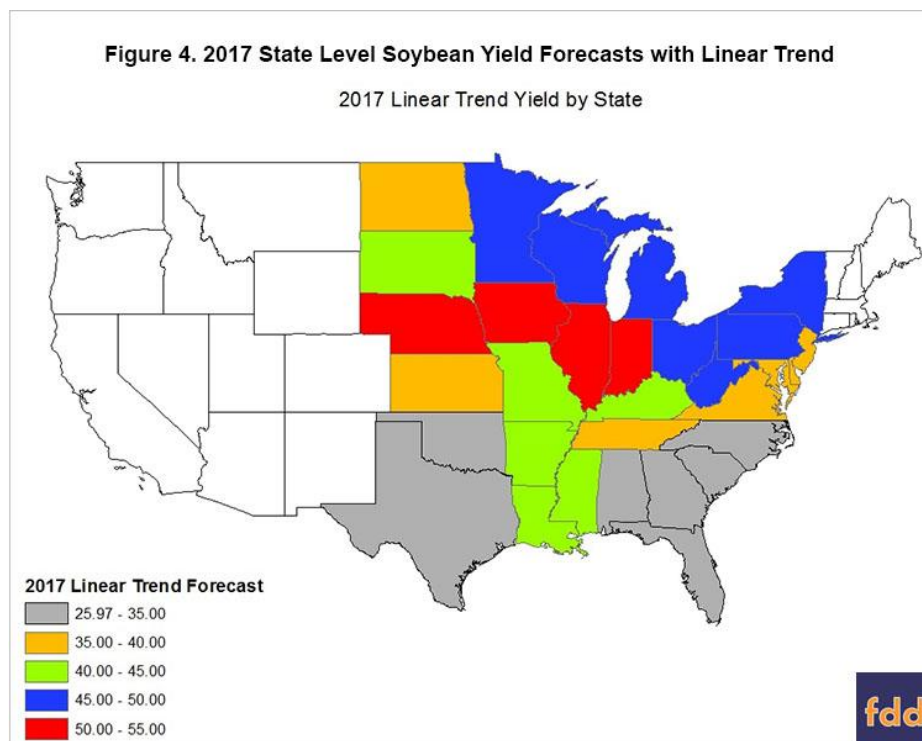 Figure 4. 2017 State Level Soybean Yield Forecasts with Linear Trend
2017 Linear Trend Yield by State
2017 Linear Trend Forecast
25.97 - 35.00
35.00 - 40.00
40.00 - 45.00
45.00 - 50.00
50.00 - 55.00
fdd